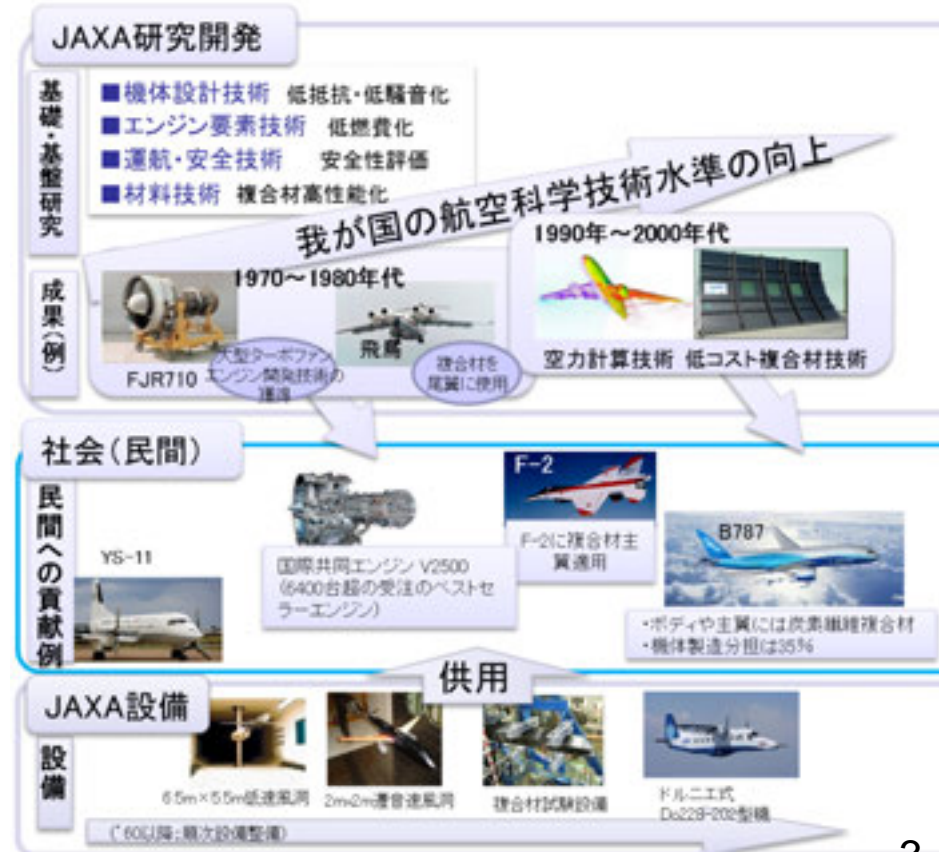 JAXA研究開発
基礎・基盤研究
■機体設計技術 低抵抗・低騒音化
■エンジン要素技術 低燃費化
■運航・安全技術 安全性評価
■材料技術 複合材高性能化
我が国の航空科学技術水準の向上
成果(例)
1970～1980年代
FJR710
大型ターボファン
エンジン開発技術の
獲得
飛鳥
複合材を
尾翼に使用
1990年～2000年代
空力計算技術
低コスト複合材技術
社会(民間)
民間への貢献例
YS-11
国際共同エンジン V2500
(6400台超の受注のベストセ
ラーエンジン)
F-2
F-2に複合材主
翼適用
B787
・ボディや主翼には炭素繊維複合材
・機体製造分担は35%
供用
JAXA設備
設備
6.5m×5.5m低速風洞
2m×2m遷音速風洞
複合材試験設備
ドルニエ式
Do228-202型機
('60以降:順次設備整備)